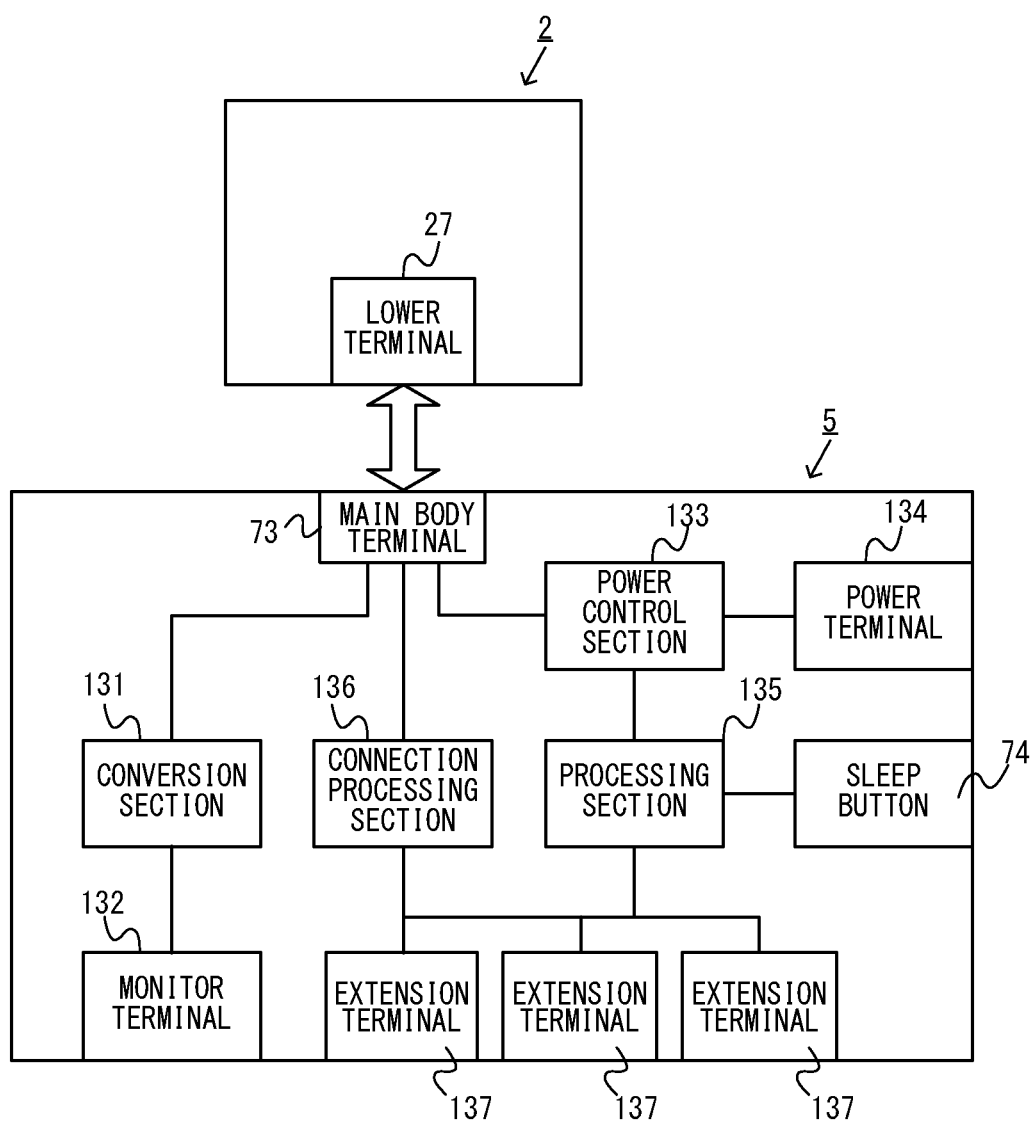 2
27
LOWER
TERMINAL
5
73
MAIN BODY
TERMINAL
133
134
POWER
CONTROL
SECTION
POWER
TERMINAL
131
136
135
74
CONVERSION
SECTION
CONNECTION
PROCESSING
SECTION
PROCESSING
SECTION
SLEEP
BUTTON
132
MONITOR
TERMINAL
EXTENSION
TERMINAL
EXTENSION
TERMINAL
EXTENSION
TERMINAL
137
137
137